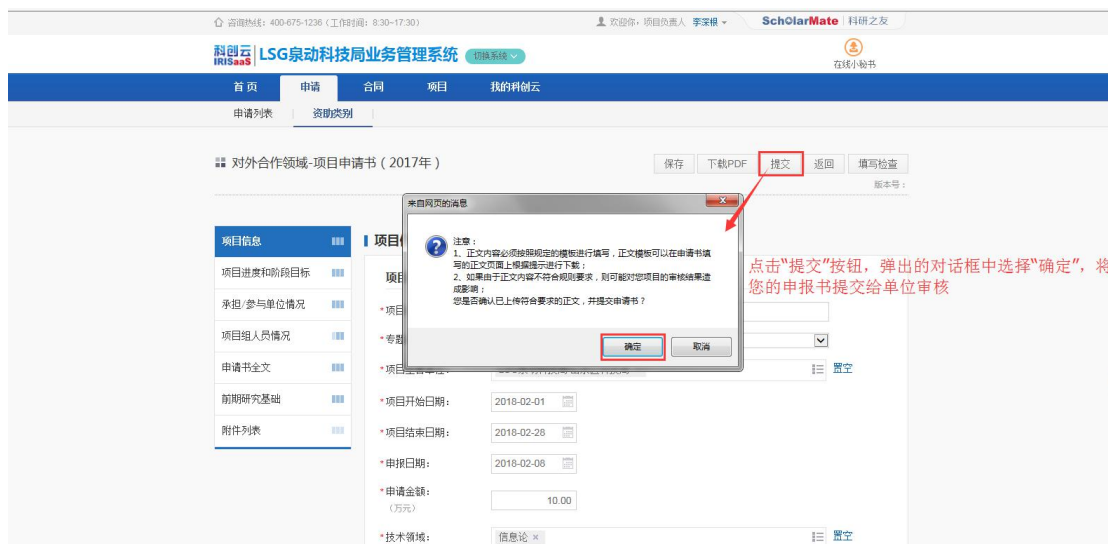 咨询热线：400-675-1236（工作时间：8:30~17:30）
欢迎你，项目负责人 李深根
SchOlarMate | 科研之友
科创云 IRISaaS LSG泉动科技局业务管理系统 切换系统
在线小秘书
首页 申请 合同 项目 我的科创云
申请列表 资助类别
对外合作领域-项目申请书（2017年）
保存 下载PDF 提交 返回 填写检查
版本号：
来自网页的消息
注意：
1、正文内容必须按照规定的模板进行填写，正文模板可以在申请书填
写的正文页面上根据提示进行下载；
2、如果由于正文内容不符合规则要求，则可能对您项目的审核结果造
成影响；
您是否确认已上传符合要求的正文，并提交申请书？
确定 取消
点击“提交”按钮，弹出的对话框中选择“确定”，将
您的申报书提交给单位审核
项目信息
项目进度和阶段目标
承担/参与单位情况
项目组人员情况
申请书全文
前期研究基础
附件列表
置空
*项目开始日期： 2018-02-01
*项目结束日期： 2018-02-28
*申报日期： 2018-02-08
*申请金额： 10.00
（万元）
*技术领域： 信息论 × 置空